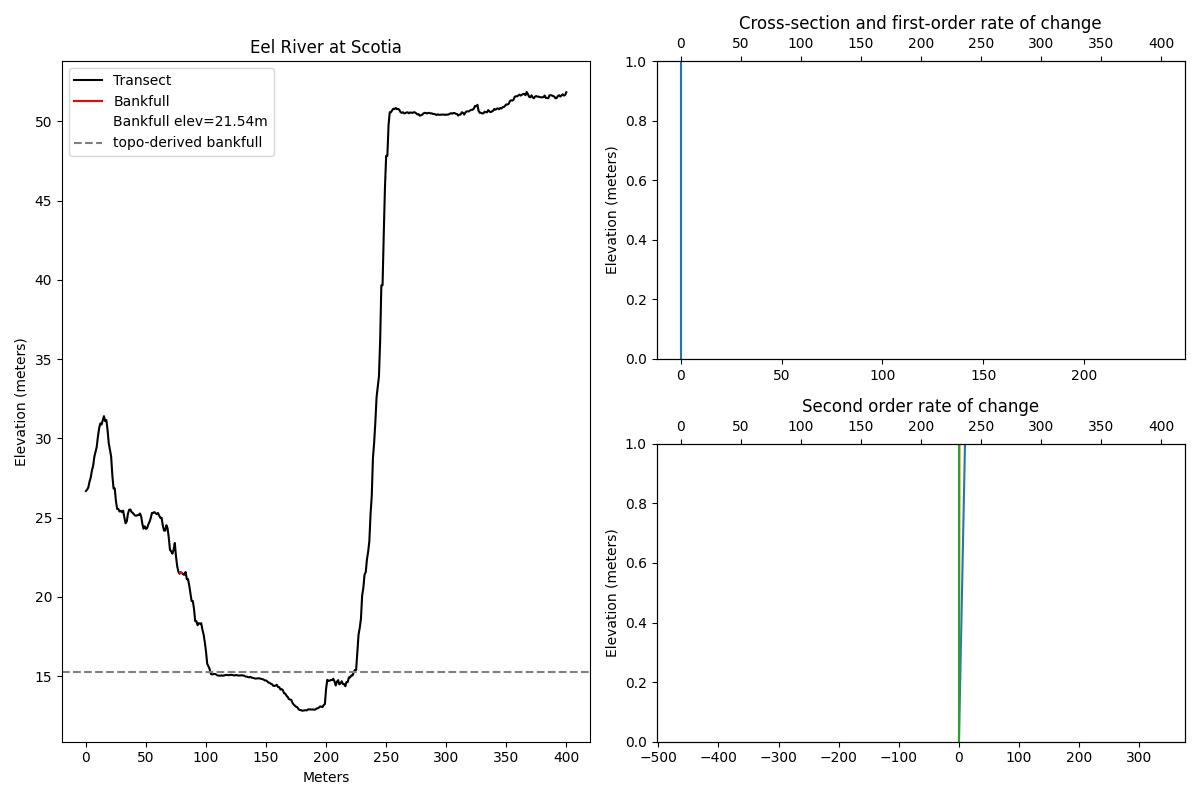 Eel River at Scotia
Transect
Bankfull
Bankfull elev=21.54m
topo-derived bankfull
Elevation (meters)
50
45
40
35
30
25
20
15
0 50 100 150 200 250 300 350 400
Meters
Cross-section and first-order rate of change
0 50 100 150 200 250 300 350 400
Elevation (meters)
1.0
0.8
0.6
0.4
0.2
0.0
0 50 100 150 200
Second order rate of change
0 50 100 150 200 250 300 350 400
Elevation (meters)
1.0
0.8
0.6
0.4
0.2
0.0
−500 −400 −300 −200 −100 0 100 200 300